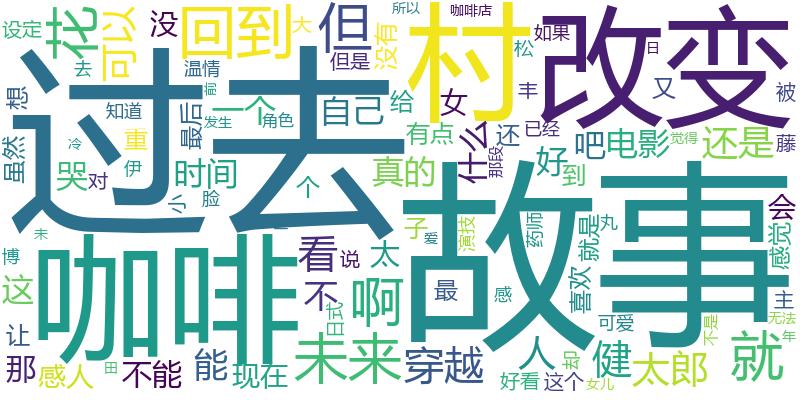 设定
花
可以
没
回到
但
没有
大
所以
咖啡店
村
松
如果
改变
日
去
温情
前
但是
想
过去
知道
重
最后
一个
发生
角色
自己
给
女
丰
又
被
虽然
冷
哭
对
伊
时间
小
脸
个
真的
有点
什么
那段
还
已经
好
到
吧
电影
还是
觉得
藤
故事
会
感觉
主
博
未
这
让
那
咖啡
感人
田
不能
能
现在
看
说
不
日式
太
啊
未来
子
爱
最
演技
感
穿越
药师
喜欢
就是
丸
人
好看
这个
却
女儿
可爱
健
太郎
不是
就
无法
年